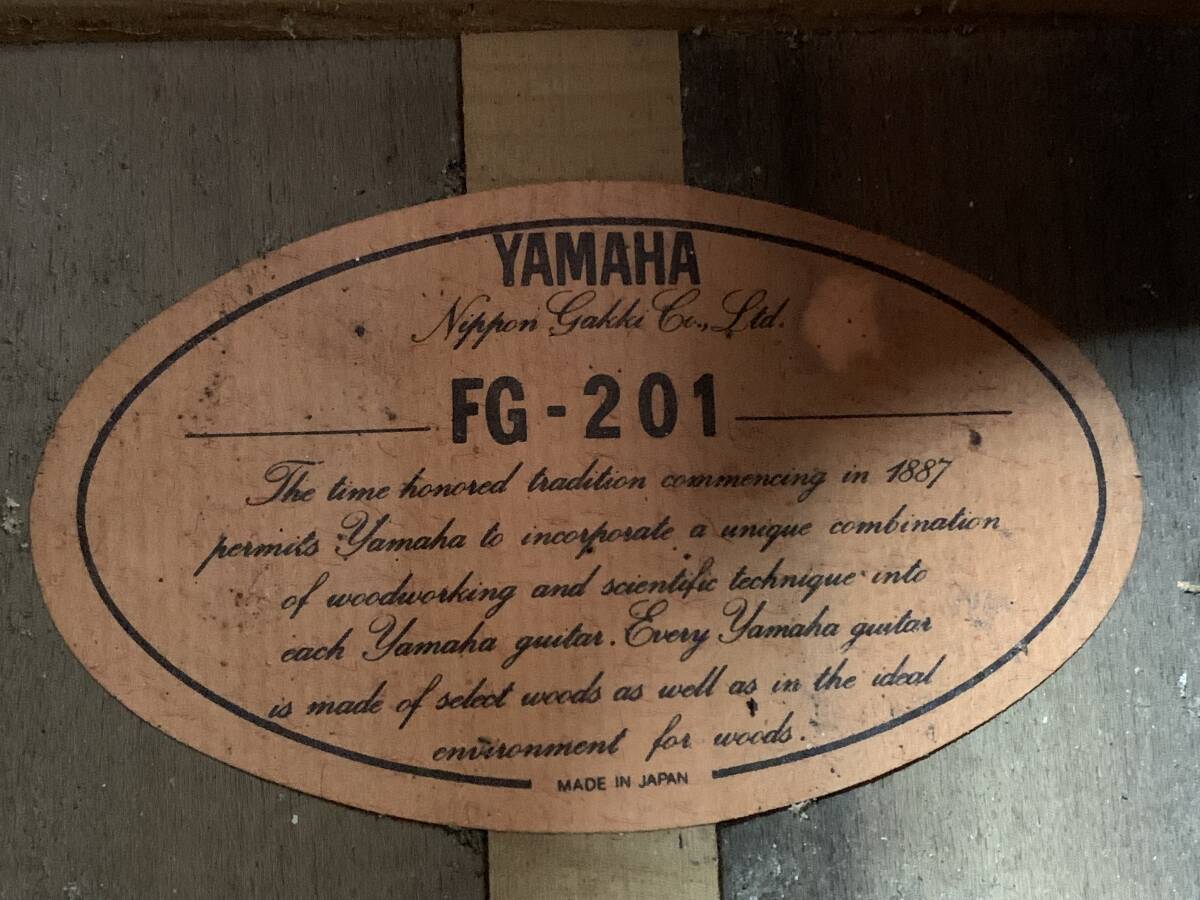 YAMAHA
Nippon Gakki Co., Ltd.
FG-201
The time honored tradition commencing in 1887
permits Yamaha to incorporate a unique combination
of woodworking and scientific technique into
each Yamaha guitar. Every Yamaha guitar
is made of select woods as well as in the ideal
environment for woods.
MADE IN JAPAN